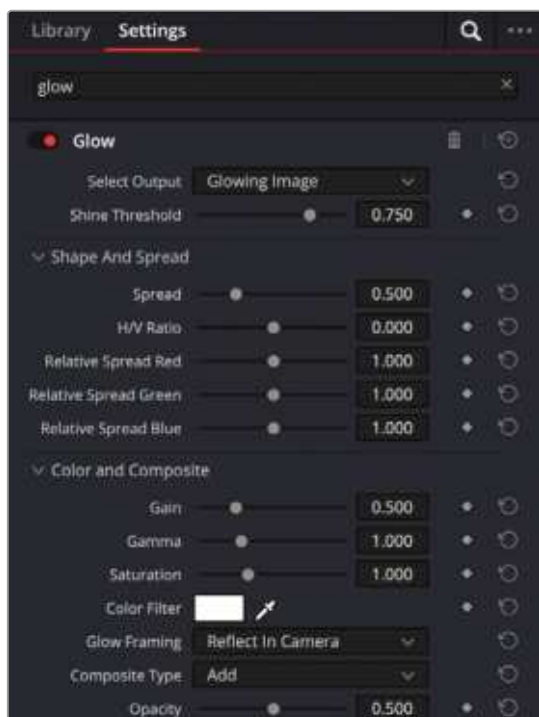 Library Settings
glow
Glow
Select Output Glowing Image
Shine Threshold 0.750
Shape And Spread
Spread 0.500
H/V Ratio 0.000
Relative Spread Red 1.000
Relative Spread Green 1.000
Relative Spread Blue 1.000
Color and Composite
Gain 0.500
Gamma 1.000
Saturation 1.000
Color Filter
Glow Framing Reflect In Camera
Composite Type Add
Opacity 0.500